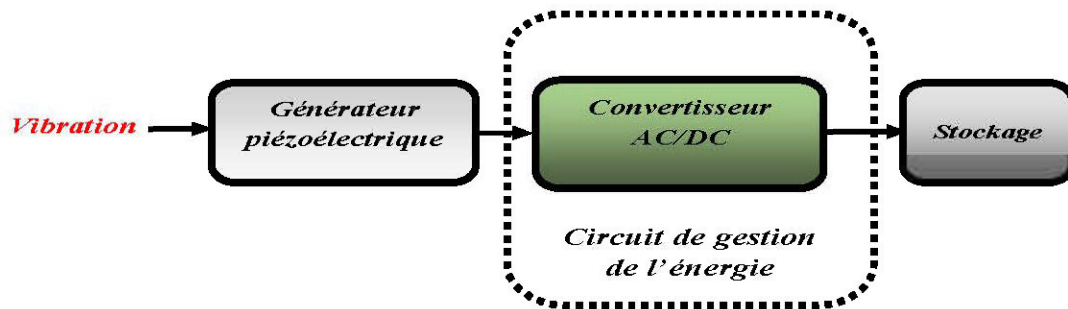 Vibration
Générateur
piézoélectrique
Convertisseur
AC/DC
Stockage
Circuit de gestion
de l'énergie